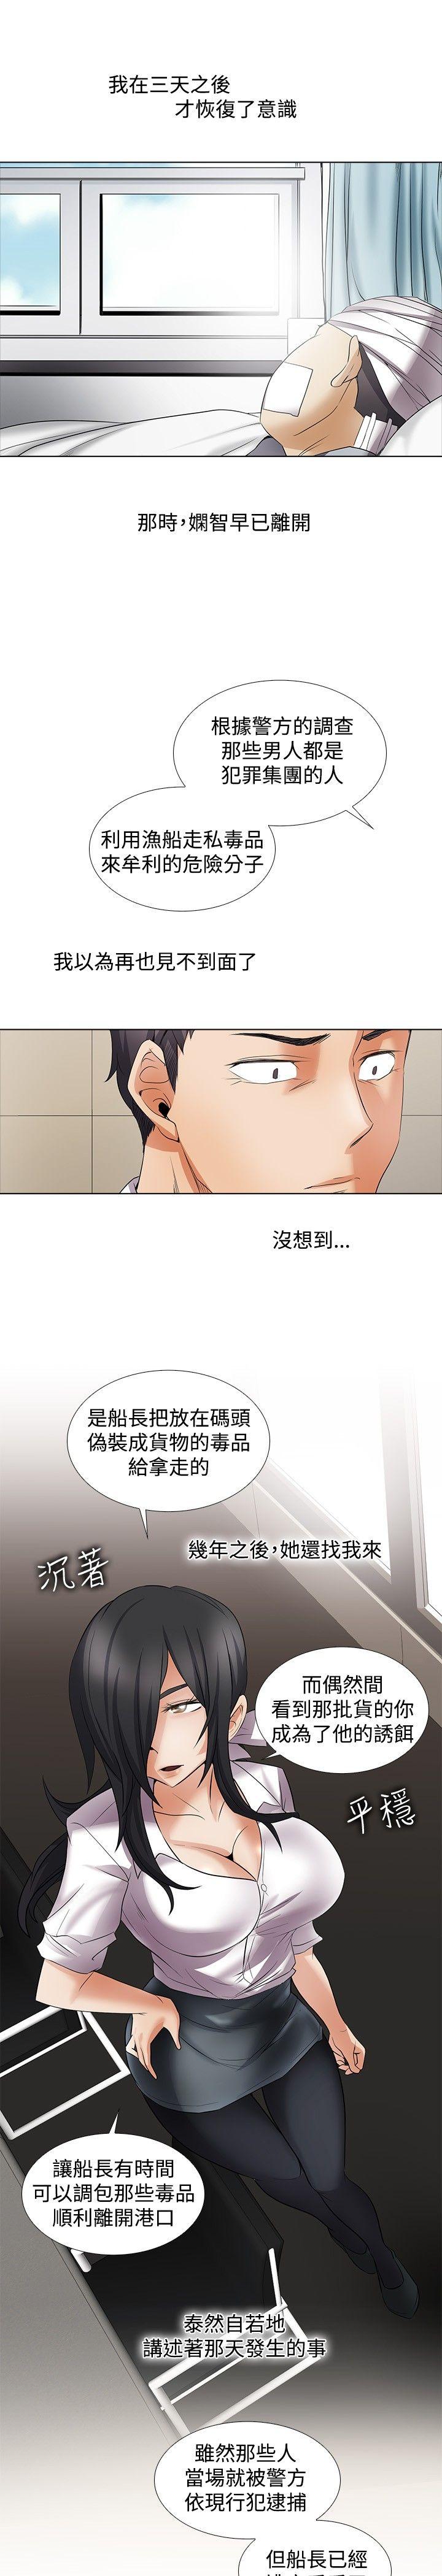 我在三天之後
才恢復了意識
那時，嫻智早已離開
根據警方的調查
那些男人都是
犯罪集團的人
利用漁船走私毒品
來牟利的危險分子
我以為再也見不到面了
沒想到...
是船長把放在碼頭
偽裝成貨物的毒品
給拿走的
幾年之後，她還找我來
沉著
而偶然間
看到那批貨的你
成為了他的誘餌
平穩
讓船長有時間
可以調包那些毒品
順利離開港口
泰然自若地
講述著那天發生的事
雖然那些人
當場就被警方
依現行犯逮捕
但船長已經